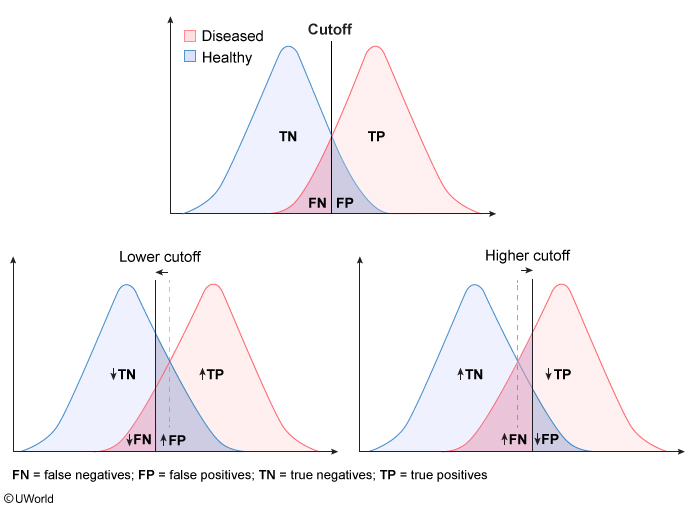 Cutoff
Diseased
Healthy
TN
TP
FN
FP
Lower cutoff
↓TN
↑TP
↓FN
↑FP
Higher cutoff
↑TN
↓TP
↑FN
↓FP
FN = false negatives; FP = false positives; TN = true negatives; TP = true positives
©UWorld